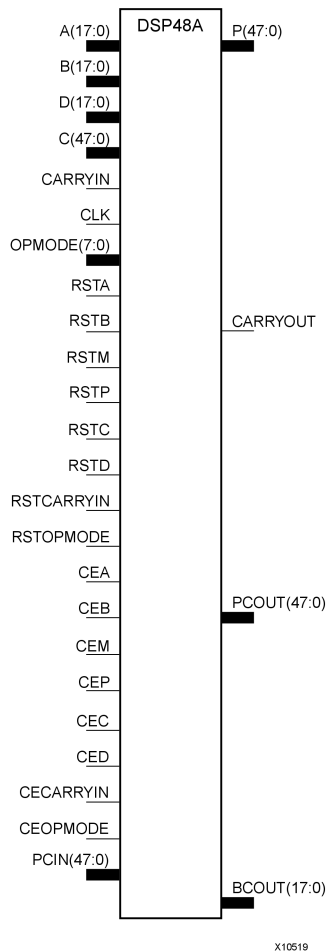 DSP48A
A(17:0)
B(17:0)
D(17:0)
C(47:0)
CARRYIN
CLK
OPMODE(7:0)
RSTA
RSTB
RSTM
RSTP
RSTC
RSTD
RSTCARRYIN
RSTOPMODE
CEA
CEB
CEM
CEP
CEC
CED
CECARRYIN
CEOPMODE
PCIN(47:0)
P(47:0)
CARRYOUT
PCOUT(47:0)
BCOUT(17:0)
X10519